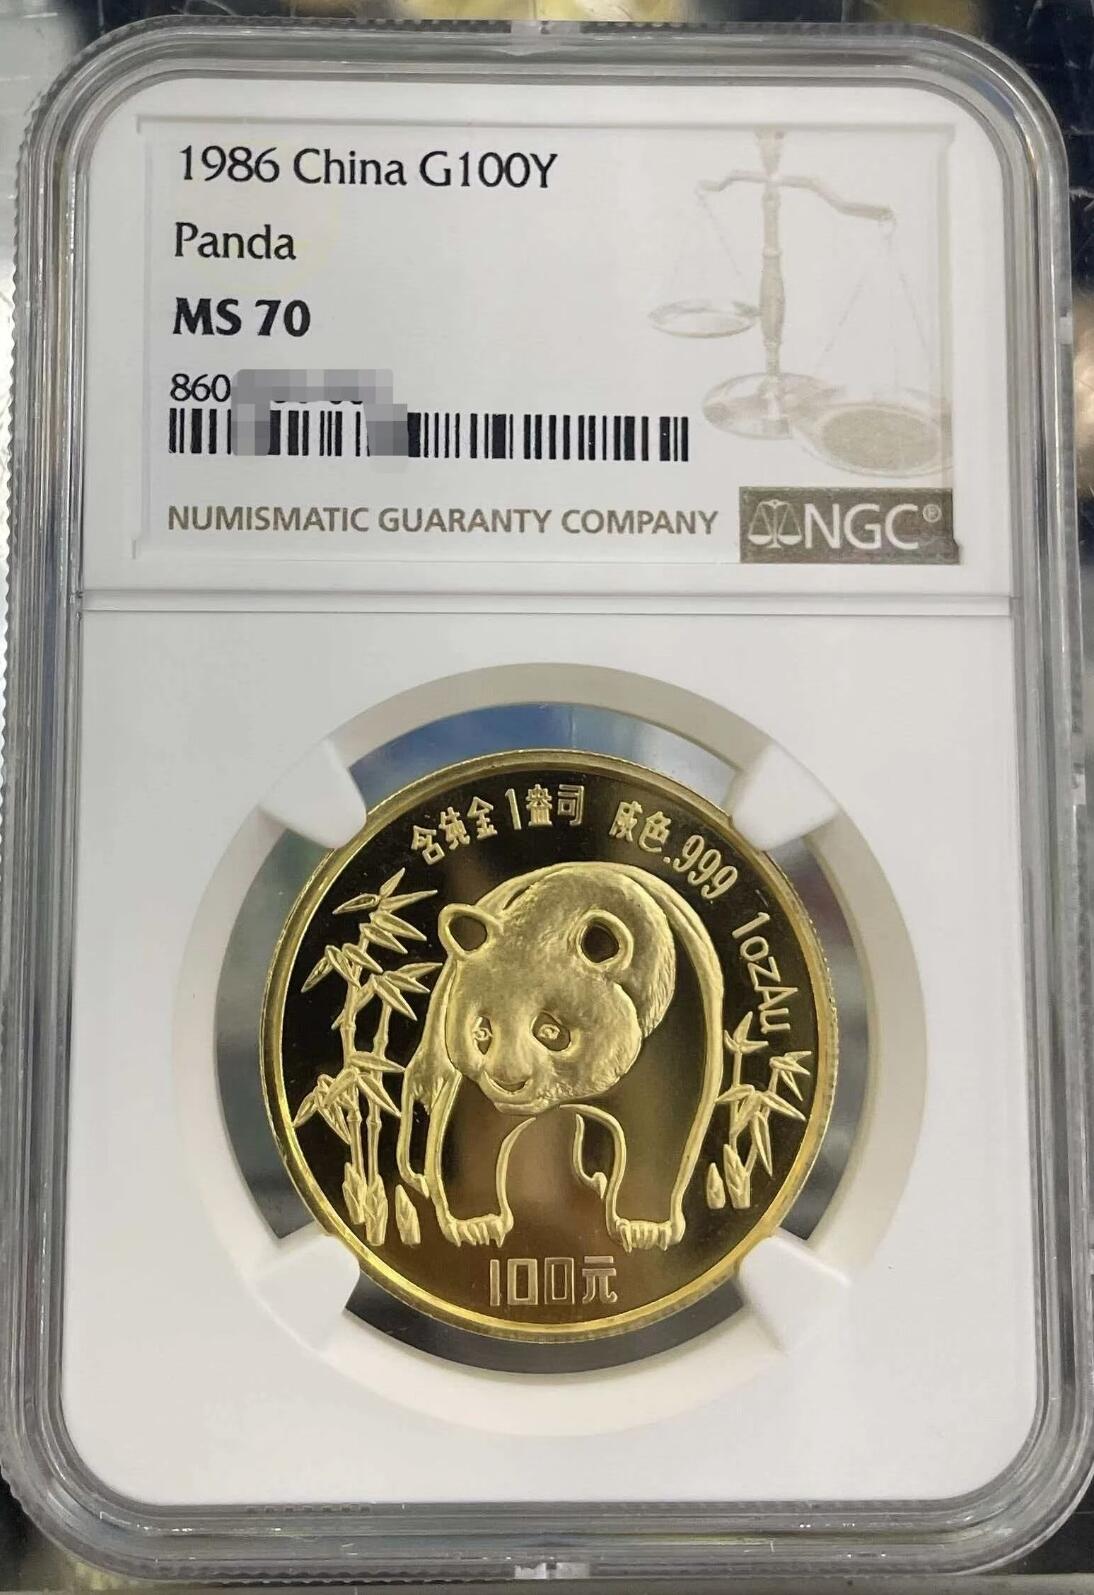 1986 China G100Y
Panda
MS 70
860
NUMISMATIC GUARANTY COMPANY
NGC®
含纯金1盎司 成色.999 1ozAu
100元